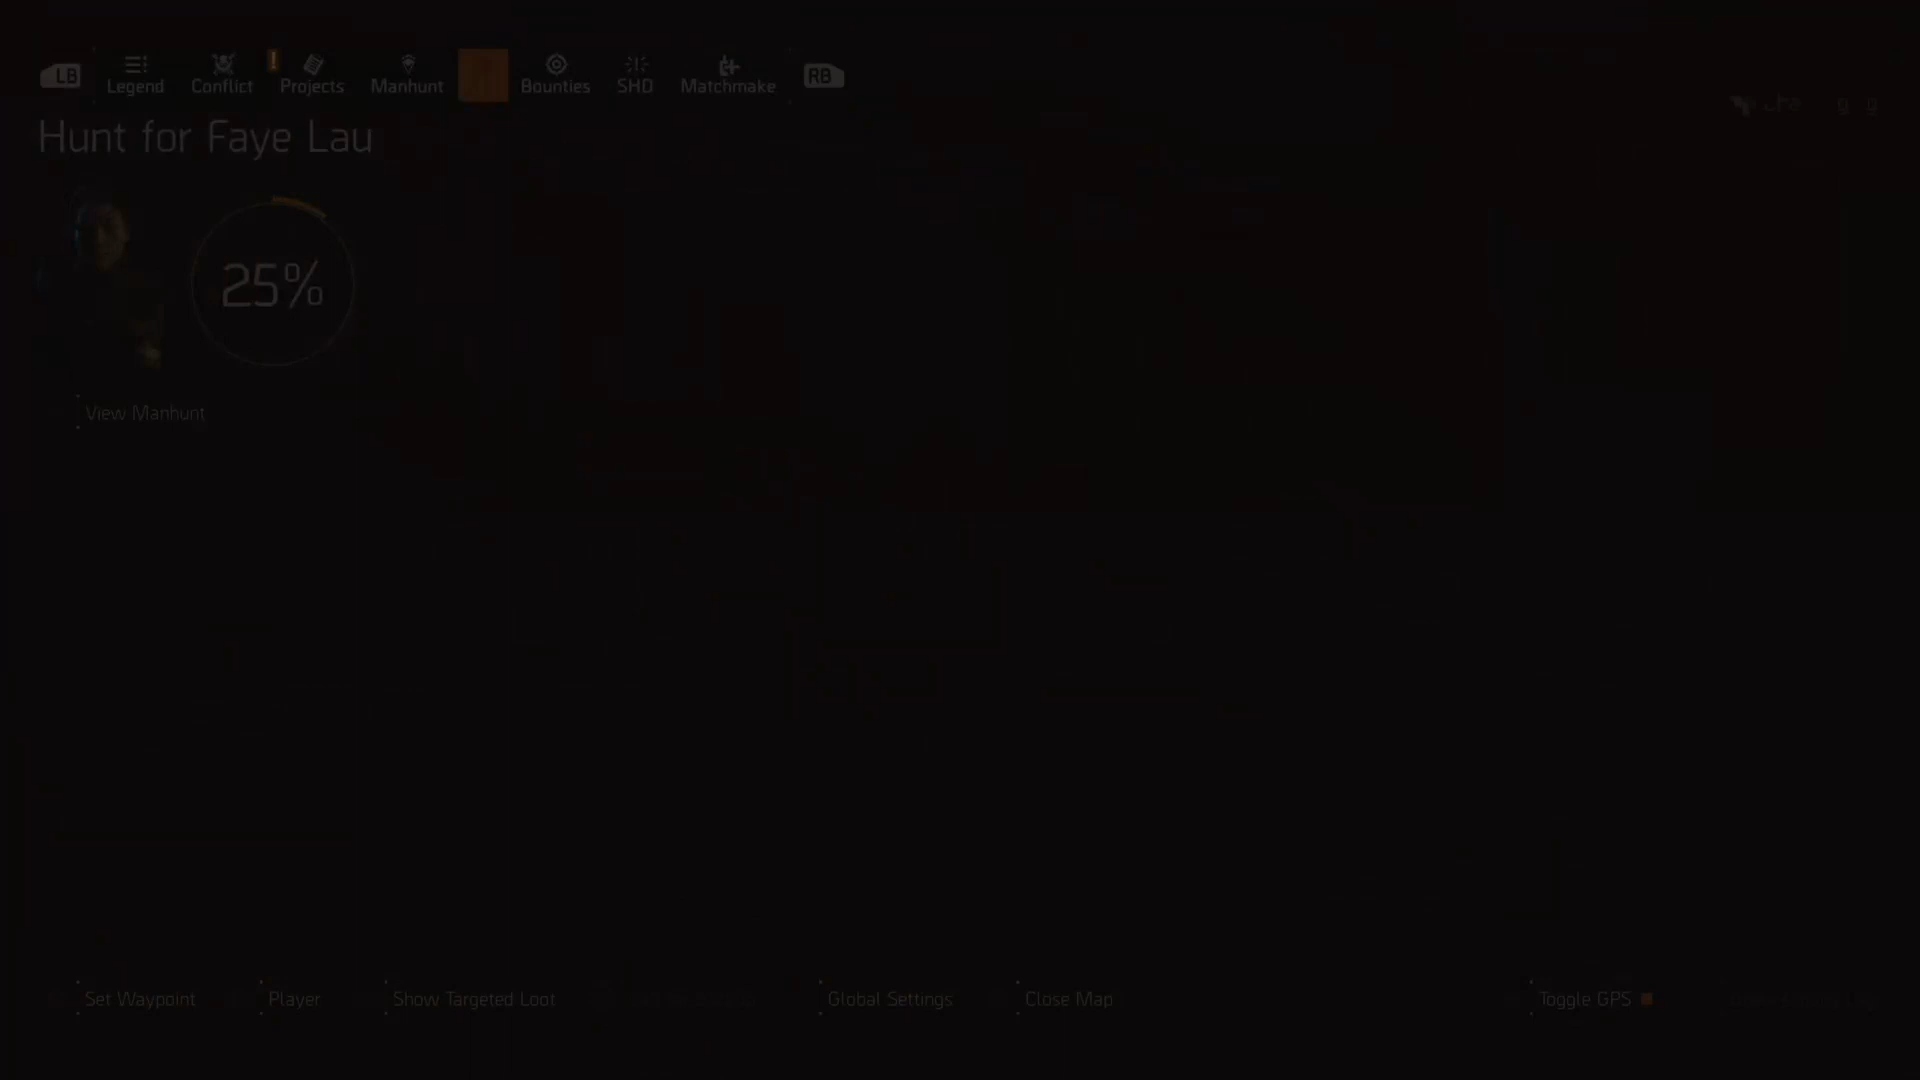 LB
Legend
Conflict
!
Projects
Manhunt
Bounties
SHD
Matchmake
RB
Hunt for Faye Lau
25%
View Manhunt
Set Waypoint
Player
Show Targeted Loot
Global Settings
Close Map
Toggle GPS